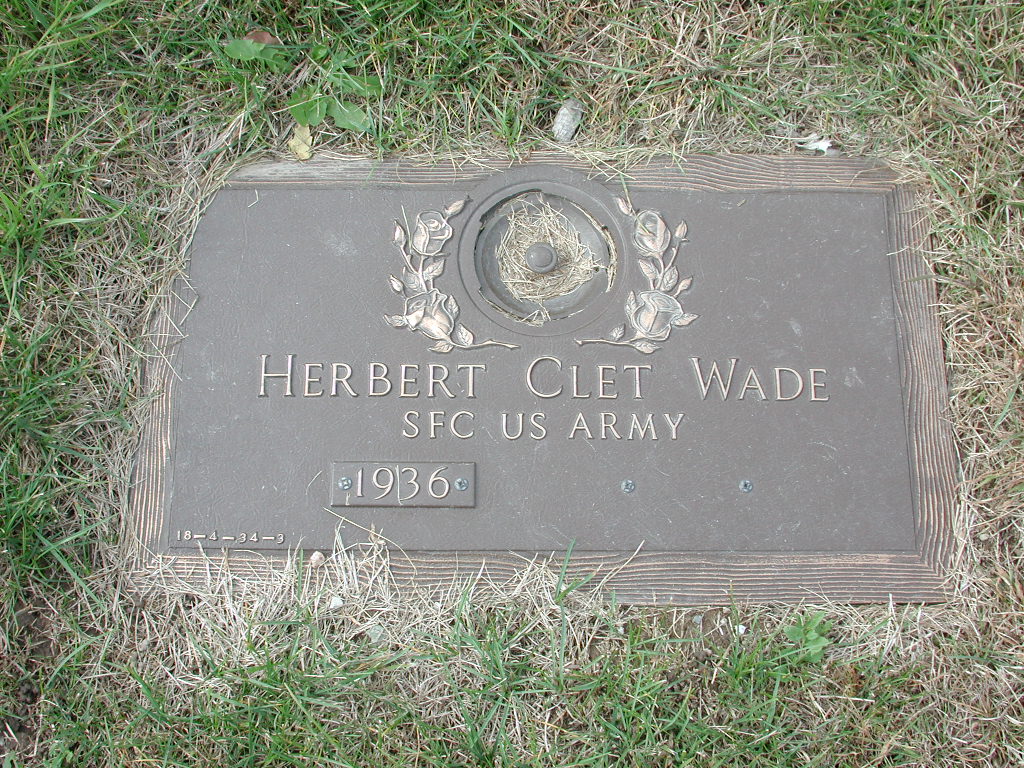 HERBERT CLET WADE
SFC US ARMY
1936
18-4-34-3